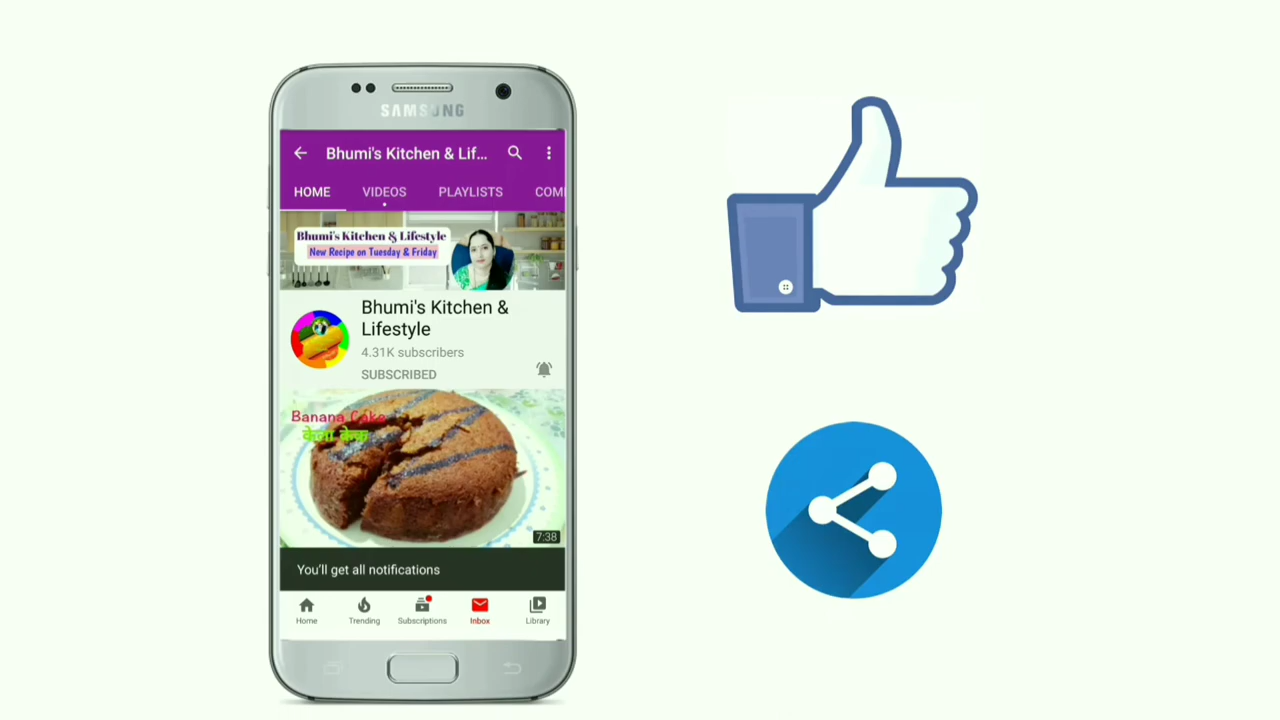 SAMSUNG
Bhumi's Kitchen & Lif...
HOME VIDEOS PLAYLISTS COM
Bhumi's Kitchen & Lifestyle
New Recipe on Tuesday & Friday
Bhumi's Kitchen &
Lifestyle
4.31K subscribers
SUBSCRIBED
Banana Cake
केला केक
7:38
You'll get all notifications
Home Trending Subscriptions Inbox Library